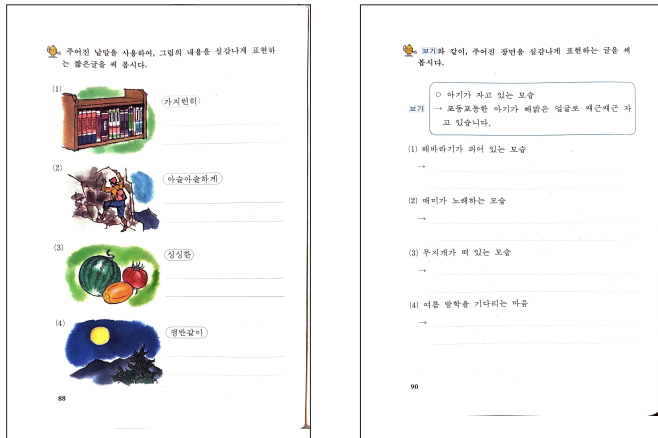 주어진 낱말을 사용하여, 그림의 내용을 실감나게 표현하
는 짧은글을 써 봅시다.
(1)
가지런히
(2)
아슬아슬하게
(3)
싱싱한
(4)
쟁반같이
88
보기와 같이, 주어진 장면을 실감나게 표현하는 글을 써
봅시다.
○ 아기가 자고 있는 모습
보기 → 포동포동한 아기가 해맑은 얼굴로 쌔근쌔근 자
고 있습니다.
(1) 해바라기가 피어 있는 모습
→
(2) 매미가 노래하는 모습
→
(3) 무지개가 떠 있는 모습
→
(4) 여름 방학을 기다리는 마음
→
90